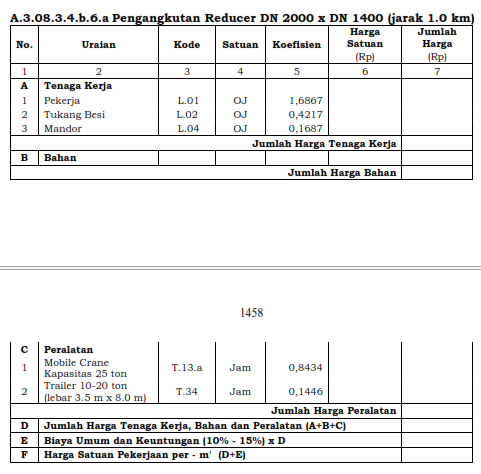 A.3.08.3.4.b.6.a Pengangkutan Reducer DN 2000 x DN 1400 (jarak 1.0 km)
No. Uraian Kode Satuan Koefisien Harga Satuan (Rp) Jumlah Harga (Rp)
1 2 3 4 5 6 7
A Tenaga Kerja
1 Pekerja L.01 OJ 1,6867
2 Tukang Besi L.02 OJ 0,4217
3 Mandor L.04 OJ 0,1687
Jumlah Harga Tenaga Kerja
B Bahan
Jumlah Harga Bahan
1458
C Peralatan
1 Mobile Crane Kapasitas 25 ton T.13.a Jam 0,8434
2 Trailer 10-20 ton (lebar 3.5 m x 8.0 m) T.34 Jam 0,1446
Jumlah Harga Peralatan
D Jumlah Harga Tenaga Kerja, Bahan dan Peralatan (A+B+C)
E Biaya Umum dan Keuntungan (10% - 15%) x D
F Harga Satuan Pekerjaan per - m' (D+E)